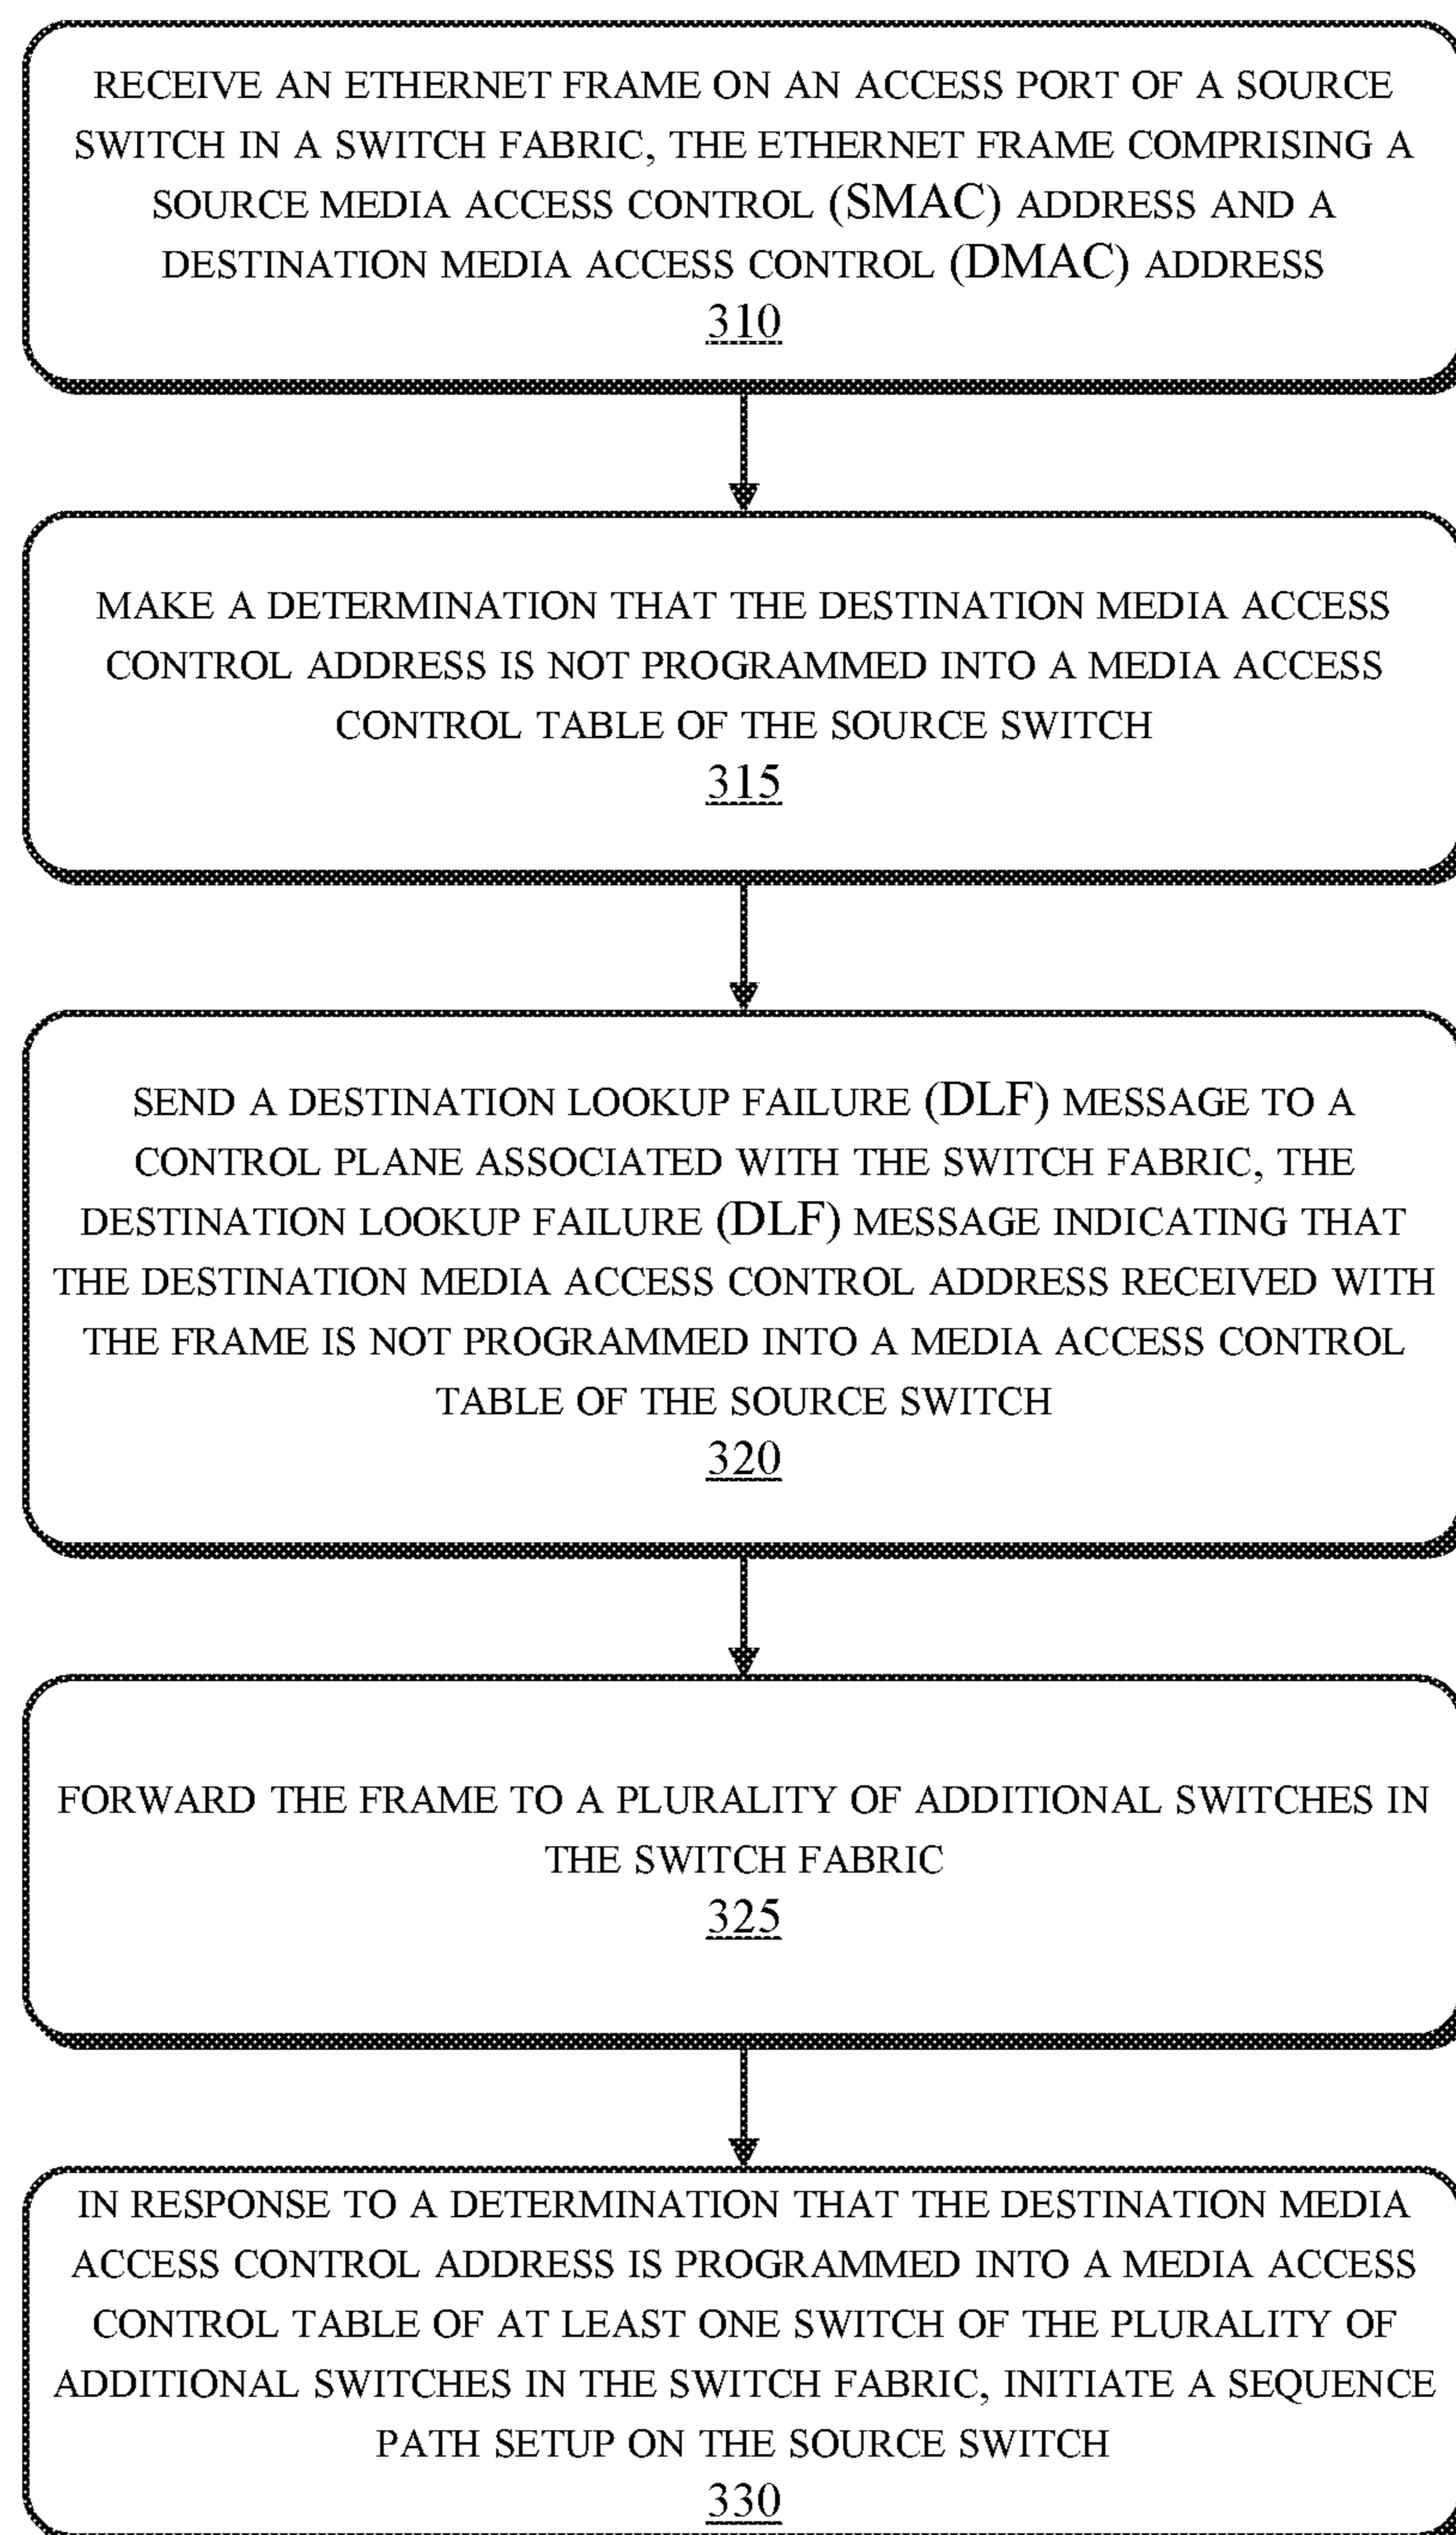 RECEIVE AN ETHERNET FRAME ON AN ACCESS PORT OF A SOURCE
SWITCH IN A SWITCH FABRIC, THE ETHERNET FRAME COMPRISING A
SOURCE MEDIA ACCESS CONTROL (SMAC) ADDRESS AND A
DESTINATION MEDIA ACCESS CONTROL (DMAC) ADDRESS
310
MAKE A DETERMINATION THAT THE DESTINATION MEDIA ACCESS
CONTROL ADDRESS IS NOT PROGRAMMED INTO A MEDIA ACCESS
CONTROL TABLE OF THE SOURCE SWITCH
315
SEND A DESTINATION LOOKUP FAILURE (DLF) MESSAGE TO A
CONTROL PLANE ASSOCIATED WITH THE SWITCH FABRIC, THE
DESTINATION LOOKUP FAILURE (DLF) MESSAGE INDICATING THAT
THE DESTINATION MEDIA ACCESS CONTROL ADDRESS RECEIVED WITH
THE FRAME IS NOT PROGRAMMED INTO A MEDIA ACCESS CONTROL
TABLE OF THE SOURCE SWITCH
320
FORWARD THE FRAME TO A PLURALITY OF ADDITIONAL SWITCHES IN
THE SWITCH FABRIC
325
IN RESPONSE TO A DETERMINATION THAT THE DESTINATION MEDIA
ACCESS CONTROL ADDRESS IS PROGRAMMED INTO A MEDIA ACCESS
CONTROL TABLE OF AT LEAST ONE SWITCH OF THE PLURALITY OF
ADDITIONAL SWITCHES IN THE SWITCH FABRIC, INITIATE A SEQUENCE
PATH SETUP ON THE SOURCE SWITCH
330